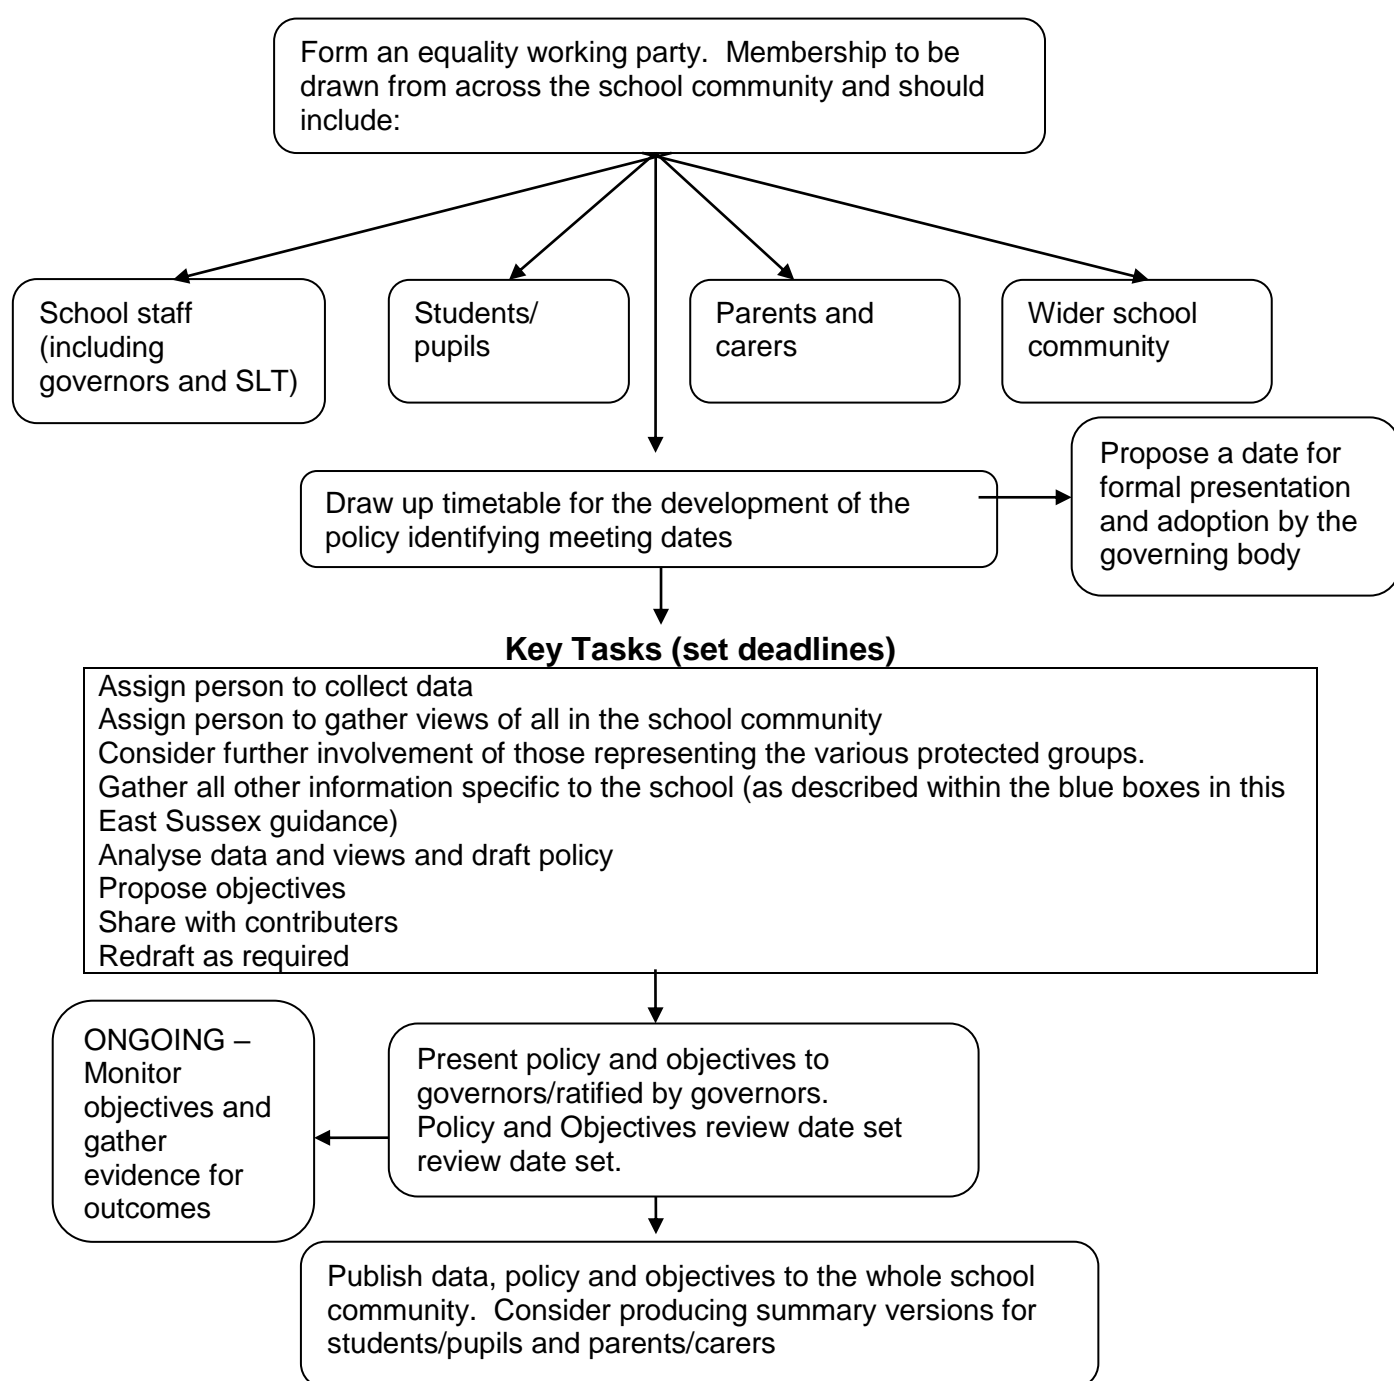 Form an equality working party.  Membership to be
drawn from across the school community and should
include:
School staff
(including
governors and SLT)
Students/
pupils
Parents and
carers
Wider school
community
Draw up timetable for the development of the
policy identifying meeting dates
Propose a date for
formal presentation
and adoption by the
governing body
Key Tasks (set deadlines)
Assign person to collect data
Assign person to gather views of all in the school community
Consider further involvement of those representing the various protected groups.
Gather all other information specific to the school (as described within the blue boxes in this
East Sussex guidance)
Analyse data and views and draft policy
Propose objectives
Share with contributers
Redraft as required
ONGOING –
Monitor
objectives and
gather
evidence for
outcomes
Present policy and objectives to
governors/ratified by governors.
Policy and Objectives review date set
review date set.
Publish data, policy and objectives to the whole school
community.  Consider producing summary versions for
students/pupils and parents/carers